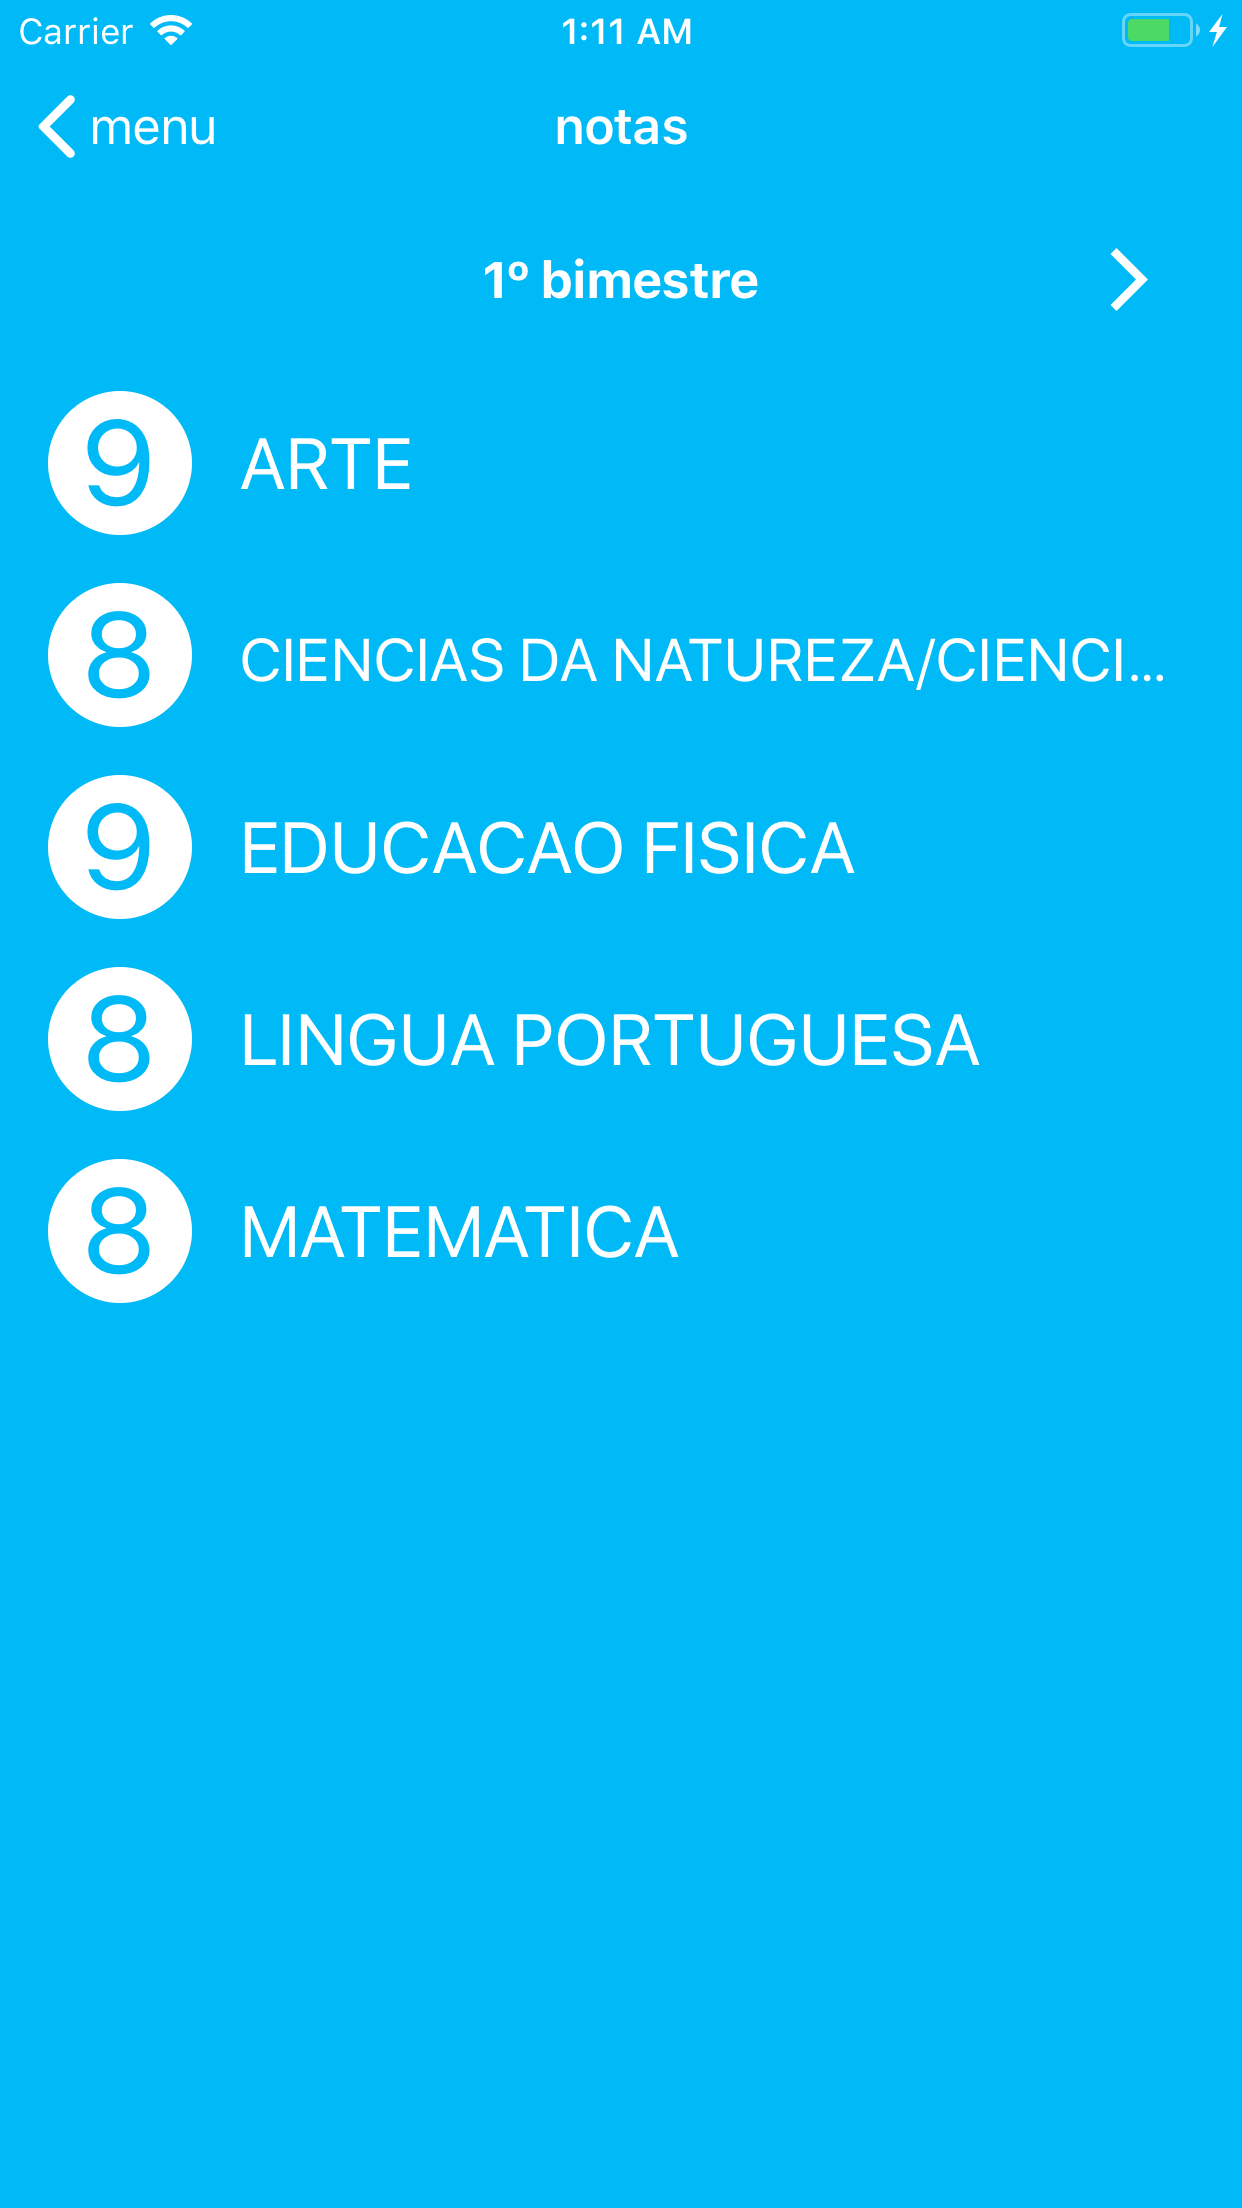 Carrier 1:11 AM
menu notas
1º bimestre
9 ARTE
8 CIENCIAS DA NATUREZA/CIENCI...
9 EDUCACAO FISICA
8 LINGUA PORTUGUESA
8 MATEMATICA